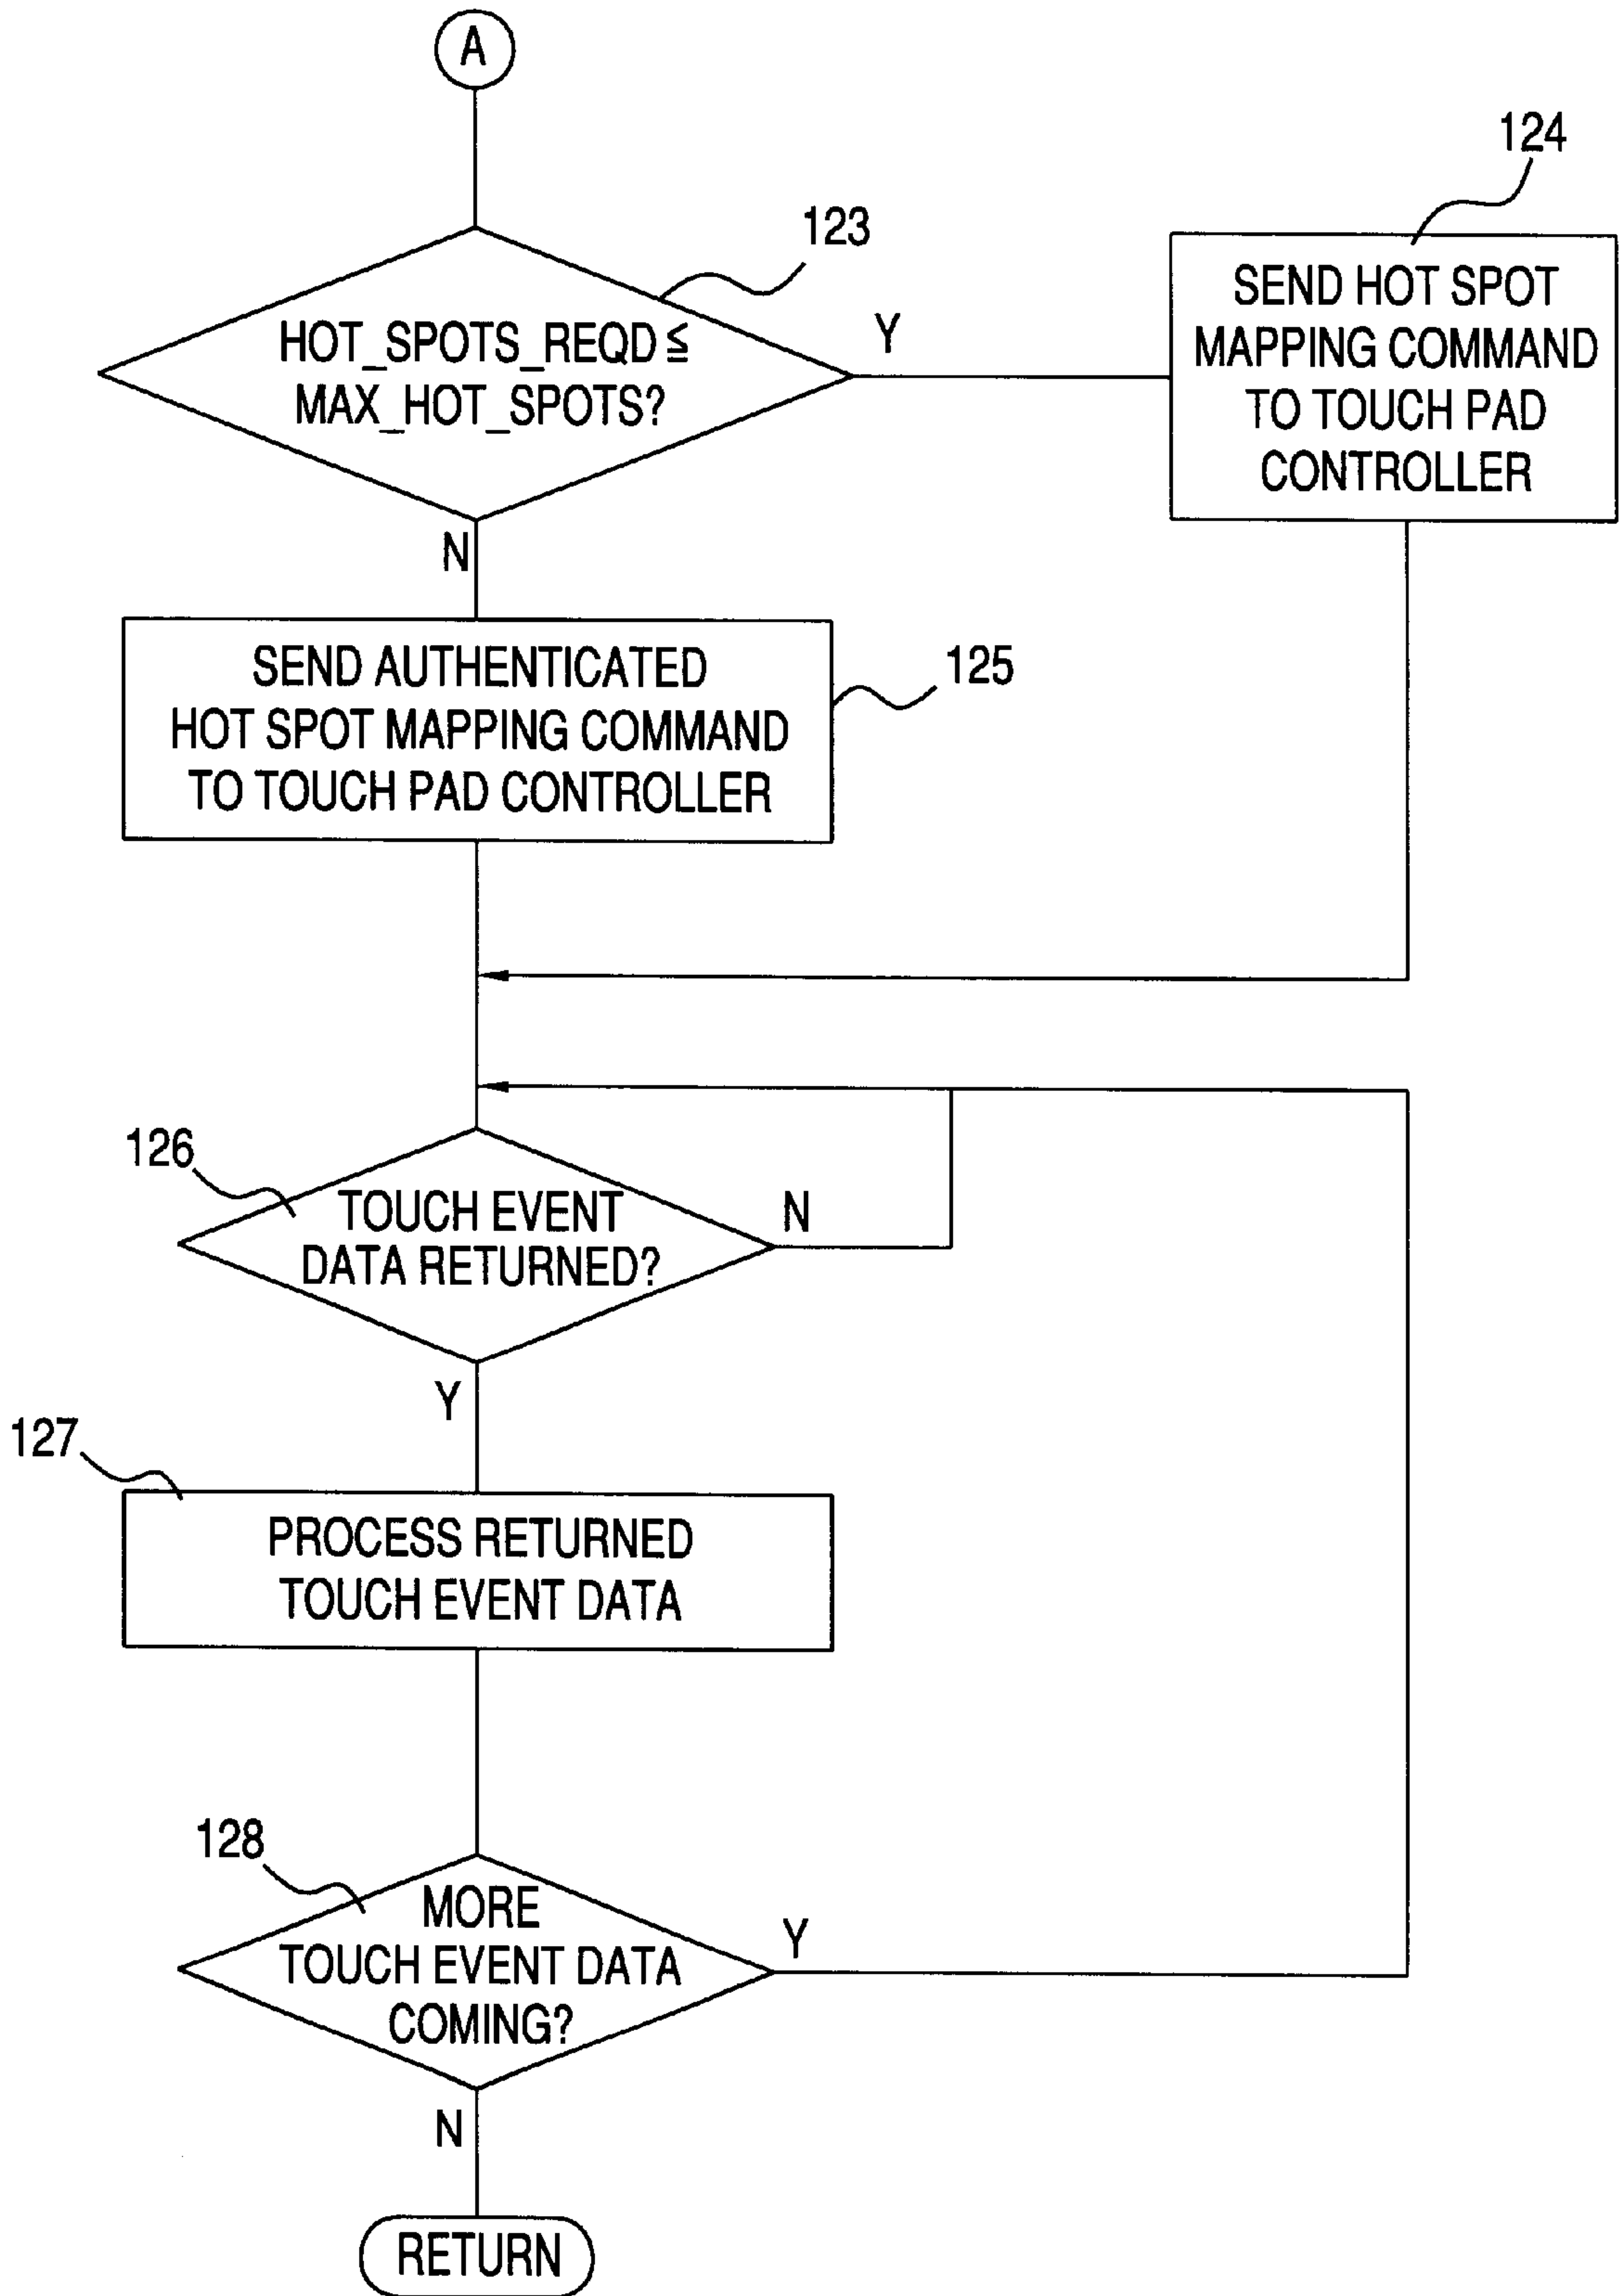 A
123
HOT_SPOTS_REQD ≦
MAX_HOT_SPOTS?
Y
124
SEND HOT SPOT
MAPPING COMMAND
TO TOUCH PAD
CONTROLLER
N
SEND AUTHENTICATED
HOT SPOT MAPPING COMMAND
TO TOUCH PAD CONTROLLER
125
126
TOUCH EVENT
DATA RETURNED?
N
Y
127
PROCESS RETURNED
TOUCH EVENT DATA
128
MORE
TOUCH EVENT DATA
COMING?
Y
N
RETURN